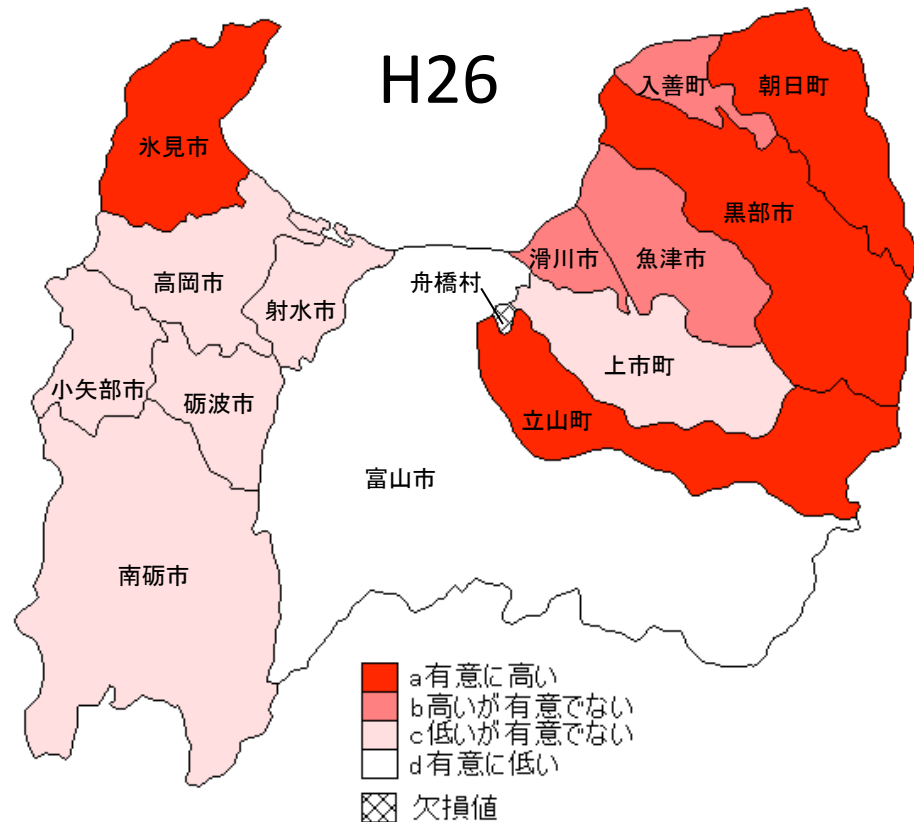 H26
入善町
朝日町
氷見市
黒部市
滑川市
魚津市
高岡市
舟橋村
射水市
上市町
小矢部市
砺波市
立山町
富山市
南砺市
a有意に高い
b高いが有意でない
c低いが有意でない
d有意に低い
欠損値